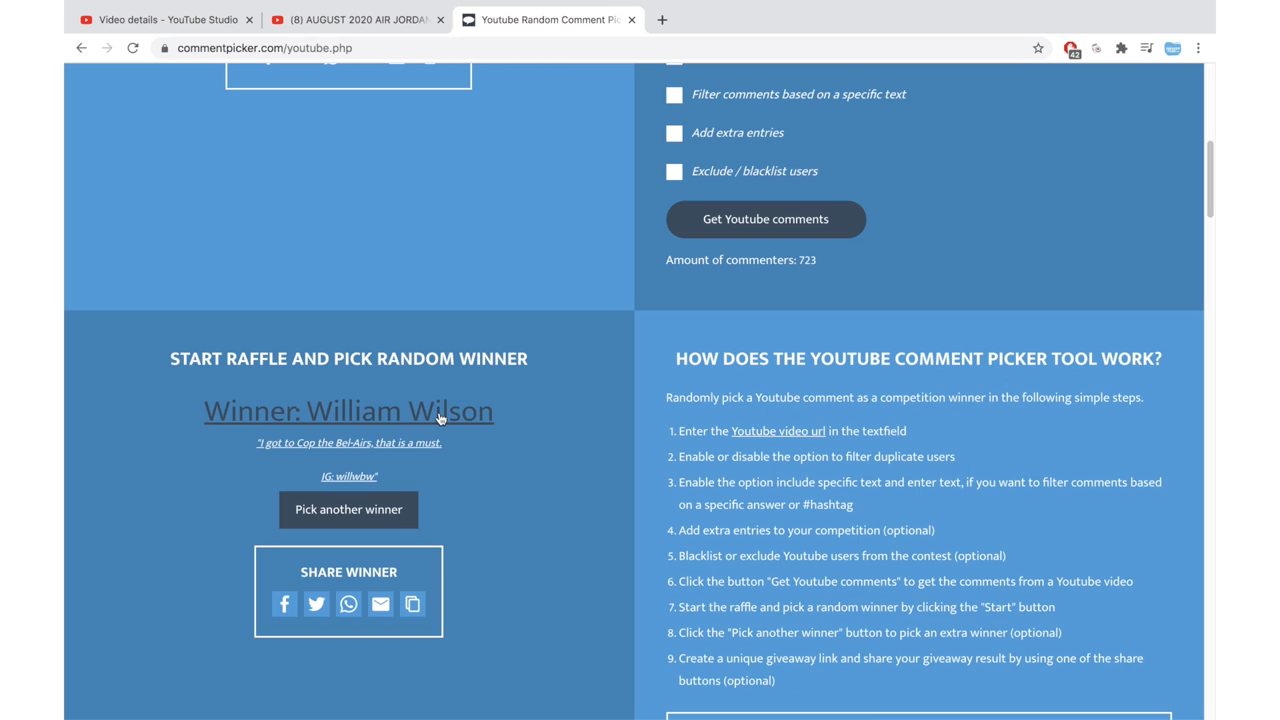 Video details - YouTube Studio
(8) AUGUST 2020 AIR JORDAN
Youtube Random Comment Pic
commentpicker.com/youtube.php
42
Filter comments based on a specific text
Add extra entries
Exclude / blacklist users
Get Youtube comments
Amount of commenters: 723
START RAFFLE AND PICK RANDOM WINNER
Winner: William Wilson
"I got to Cop the Bel-Airs, that is a must.
IG: willwbw"
Pick another winner
SHARE WINNER
HOW DOES THE YOUTUBE COMMENT PICKER TOOL WORK?
Randomly pick a Youtube comment as a competition winner in the following simple steps.
1. Enter the Youtube video url in the textfield
2. Enable or disable the option to filter duplicate users
3. Enable the option include specific text and enter text, if you want to filter comments based
on a specific answer or #hashtag
4. Add extra entries to your competition (optional)
5. Blacklist or exclude Youtube users from the contest (optional)
6. Click the button "Get Youtube comments" to get the comments from a Youtube video
7. Start the raffle and pick a random winner by clicking the "Start" button
8. Click the "Pick another winner" button to pick an extra winner (optional)
9. Create a unique giveaway link and share your giveaway result by using one of the share
buttons (optional)